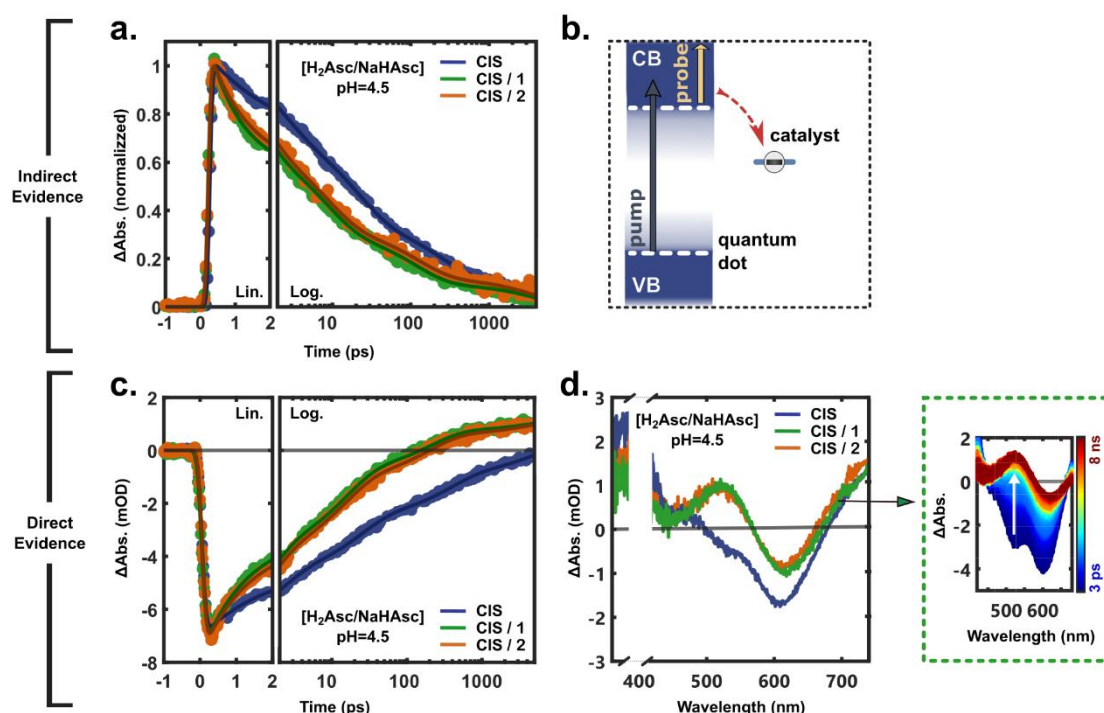 Indirect
Evidence
a.
[H₂Asc/NaHAsc]
pH=4.5
CIS
CIS / 1
CIS / 2
ΔAbs. (normalizzed)
1
0.8
0.6
0.4
0.2
0
Lin.
Log.
-1 0 1 2 10 100 1000
Time (ps)
b.
CB
probe
pump
catalyst
quantum
dot
VB
Direct
Evidence
c.
Lin.
Log.
ΔAbs. (mOD)
2
0
-2
-4
-6
-8
[H₂Asc/NaHAsc]
pH=4.5
CIS
CIS / 1
CIS / 2
-1 0 1 2 10 100 1000
Time (ps)
d.
[H₂Asc/NaHAsc]
pH=4.5
CIS
CIS / 1
CIS / 2
ΔAbs. (mOD)
3
2
1
0
-1
-2
-3
400 500 600 700
Wavelength (nm)
ΔAbs.
2
0
-2
-4
8 ns
3 ps
500 600
Wavelength (nm)